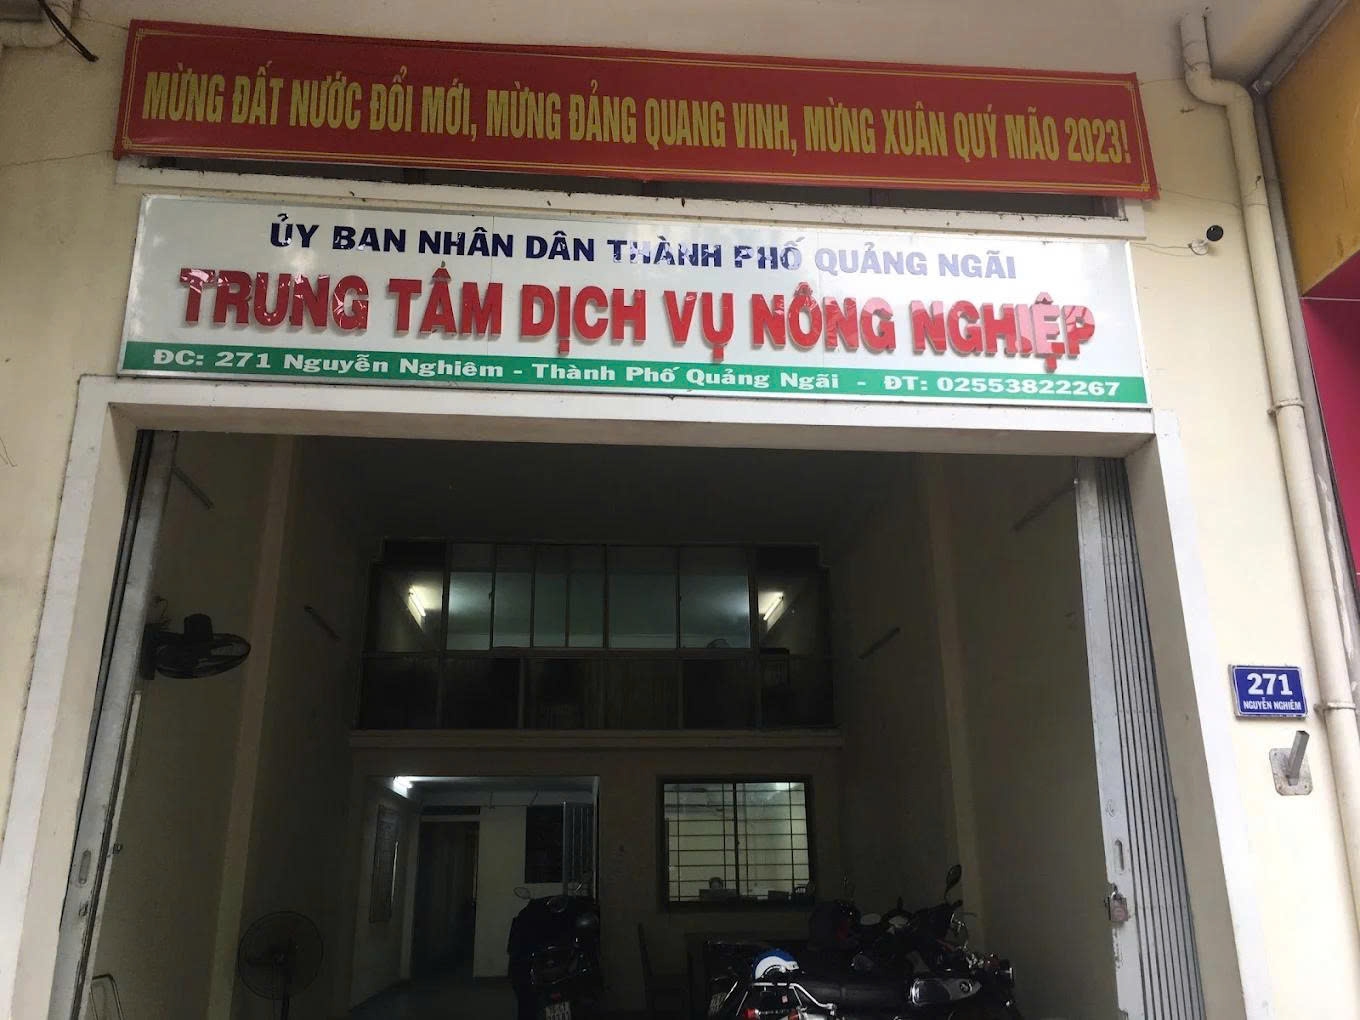 MỪNG ĐẤT NƯỚC ĐỔI MỚI, MỪNG ĐẢNG QUANG VINH, MỪNG XUÂN QUÝ MÃO 2023!
ỦY BAN NHÂN DÂN THÀNH PHỐ QUẢNG NGÃI
TRUNG TÂM DỊCH VỤ NÔNG NGHIỆP
ĐC: 271 Nguyễn Nghiêm - Thành Phố Quảng Ngãi - ĐT: 02553822267
271
NGUYỄN NGHIÊM